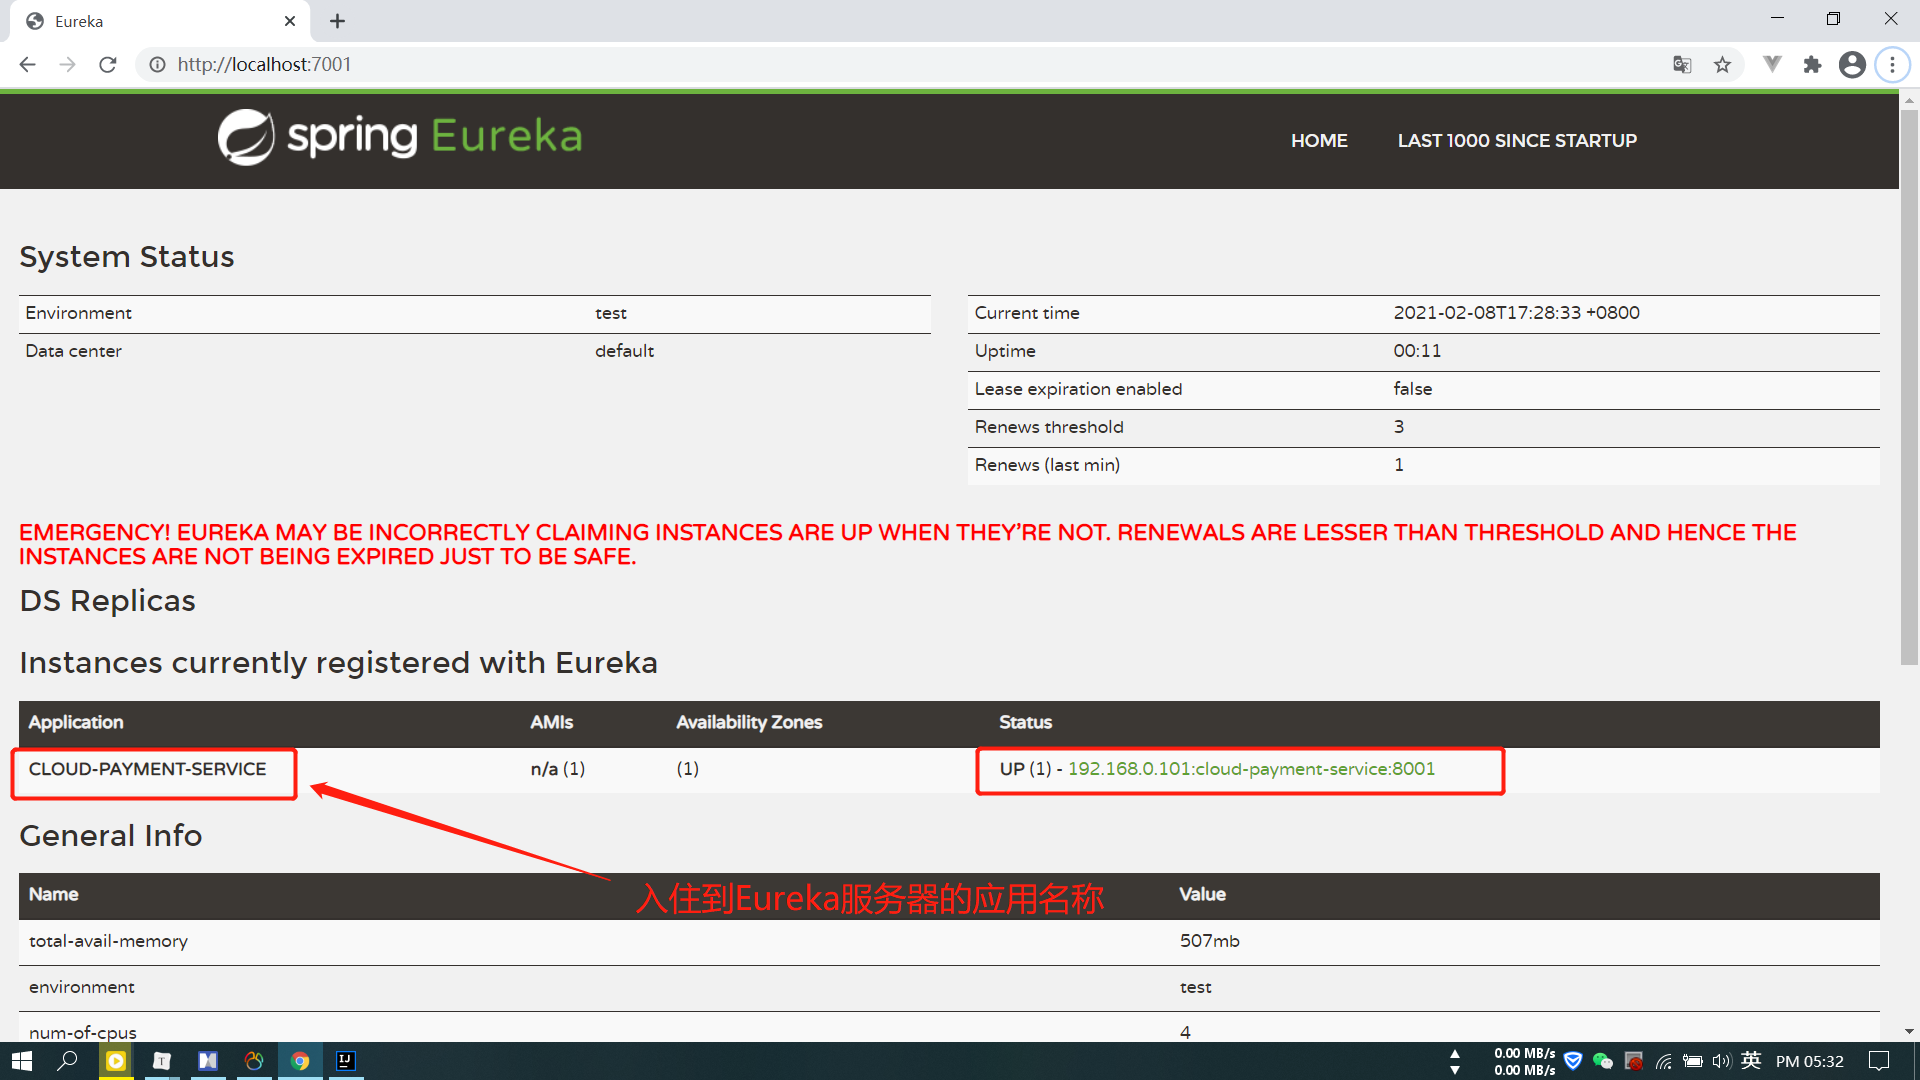 Eureka
http://localhost:7001
spring Eureka
HOME
LAST 1000 SINCE STARTUP
System Status
Environment test
Data center default
Current time 2021-02-08T17:28:33 +0800
Uptime 00:11
Lease expiration enabled false
Renews threshold 3
Renews (last min) 1
EMERGENCY! EUREKA MAY BE INCORRECTLY CLAIMING INSTANCES ARE UP WHEN THEY'RE NOT. RENEWALS ARE LESSER THAN THRESHOLD AND HENCE THE
INSTANCES ARE NOT BEING EXPIRED JUST TO BE SAFE.
DS Replicas
Instances currently registered with Eureka
Application AMIs Availability Zones Status
CLOUD-PAYMENT-SERVICE n/a (1) (1) UP (1) - 192.168.0.101:cloud-payment-service:8001
General Info
Name Value
入住到Eureka服务器的应用名称
total-avail-memory 507mb
environment test
num-of-cpus 4
0.00 MB/s
0.00 MB/s
英
PM 05:32